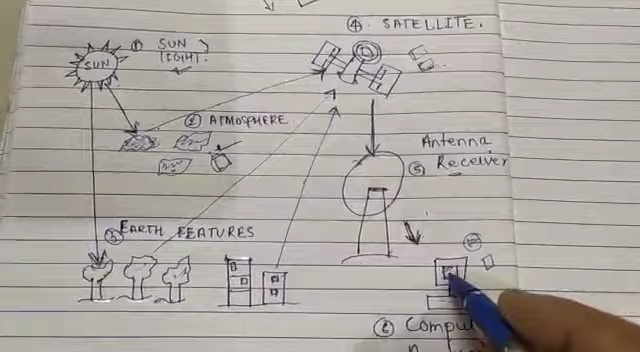 ④ SATELLITE.
① SUN
LIGHT.
SUN
② ATMOSPHERE
Antenna
⑤ Receiver
③ EARTH FEATURES
⑥ Compu